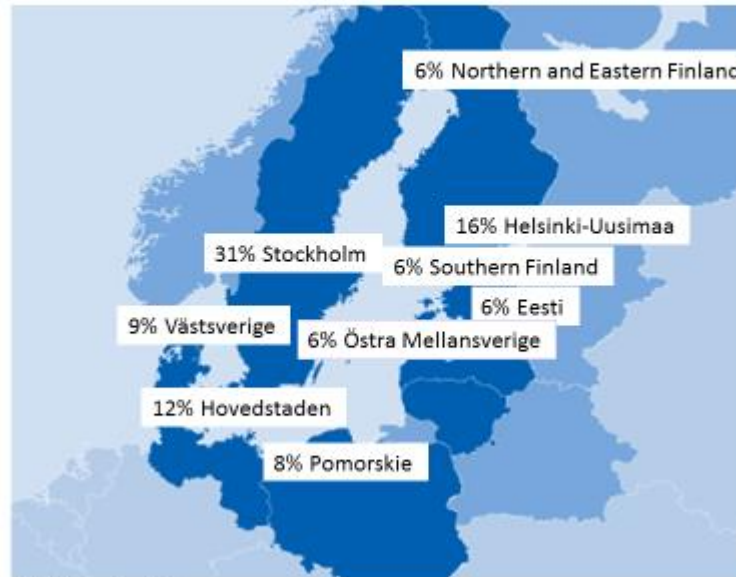 6% Northern and Eastern Finland
16% Helsinki-Uusimaa
31% Stockholm
6% Southern Finland
6% Eesti
9% Västsverige
6% Östra Mellansverige
12% Hovedstaden
8% Pomorskie